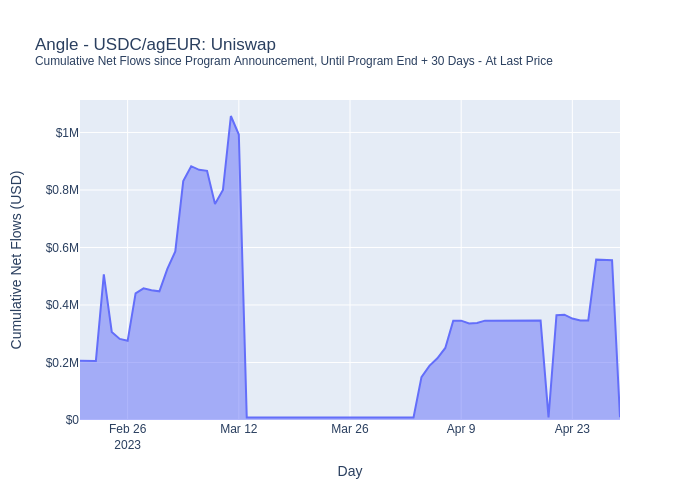 Angle - USDC/agEUR: Uniswap
Cumulative Net Flows since Program Announcement, Until Program End + 30 Days - At Last Price
Cumulative Net Flows (USD)
$1M
$0.8M
$0.6M
$0.4M
$0.2M
$0
Feb 26
2023
Mar 12
Mar 26
Apr 9
Apr 23
Day